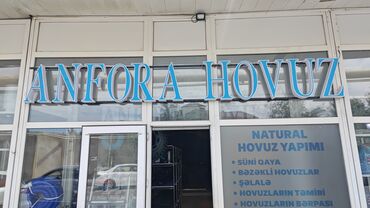 ANFORA HOVUZ
NATURAL
HOVUZ YAPIMI
• SÜNİ QAYA
• BƏZƏKLİ HOVUZLAR
• ŞƏLALƏ
• HOVUZLARIN TƏMİRİ
• HOVUZLARIN BƏRPASI